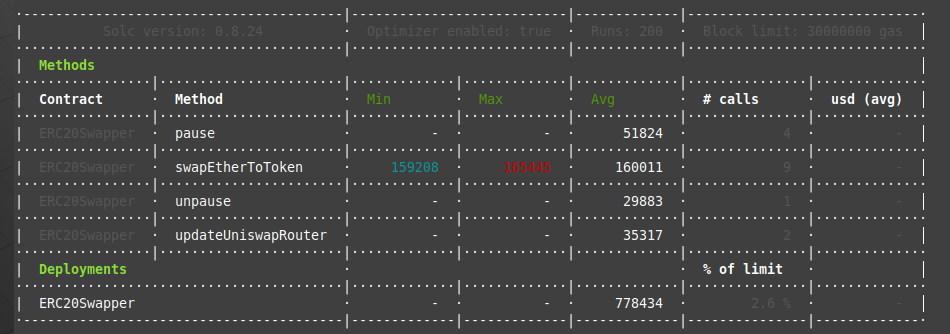 Solc version: 0.8.24 Optimizer enabled: true Runs: 200 Block limit: 30000000 gas
Methods
Contract Method Min Max Avg # calls usd (avg)
ERC20Swapper pause - - 51824 4 -
ERC20Swapper swapEtherToToken 159208 165445 160011 9 -
ERC20Swapper unpause - - 29883 1 -
ERC20Swapper updateUniswapRouter - - 35317 2 -
Deployments % of limit
ERC20Swapper - - 778434 2.6 % -